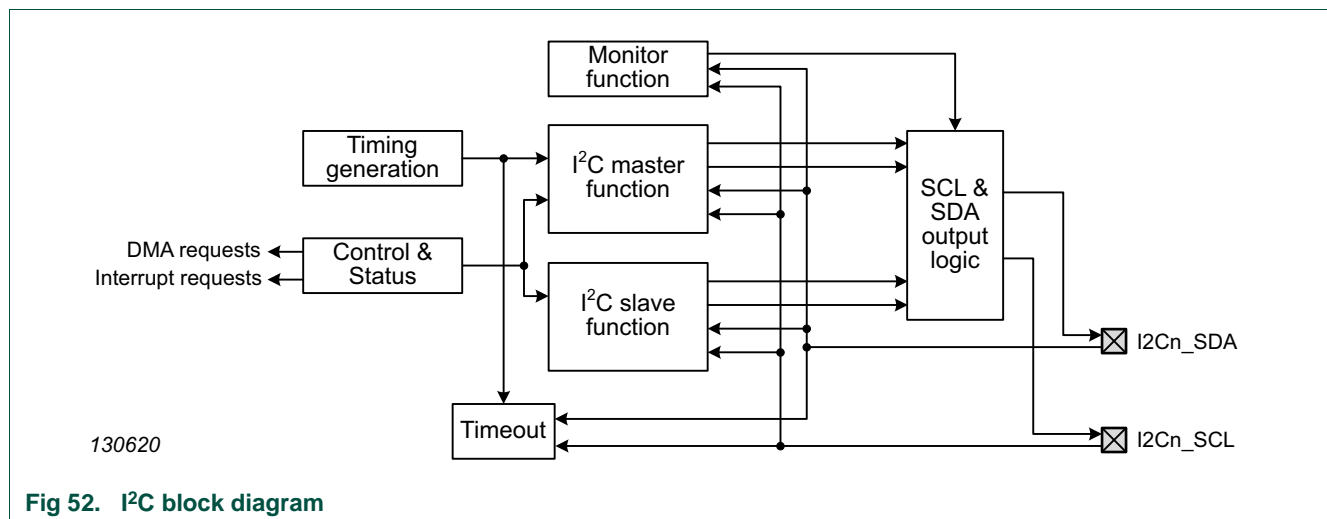 Monitor
function
Timing
generation
I²C master
function
SCL &
SDA
output
logic
DMA requests
Interrupt requests
Control &
Status
I²C slave
function
I2Cn_SDA
Timeout
I2Cn_SCL
130620
Fig 52. I²C block diagram